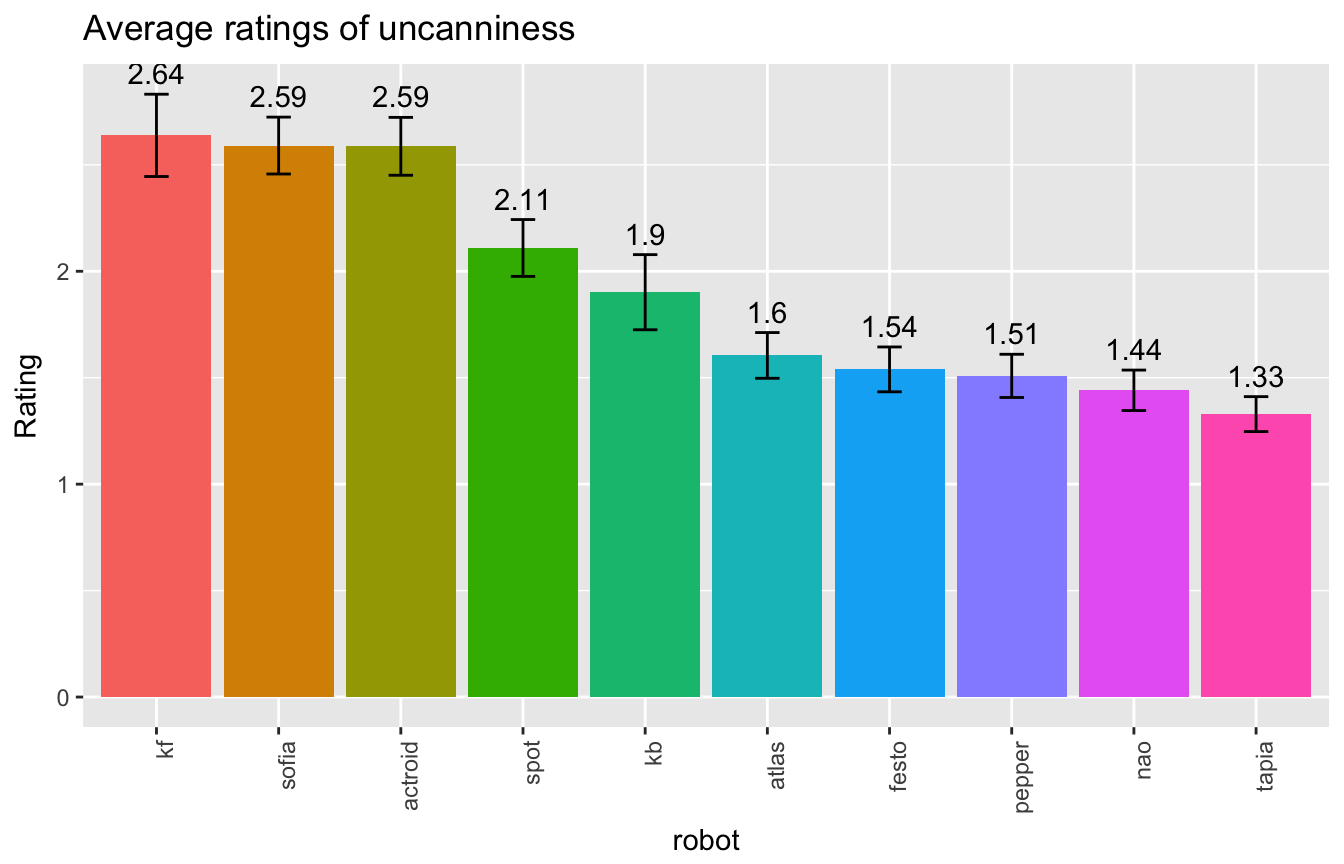 Average ratings of uncanniness
2.64
2.59
2.59
2.11
1.9
1.6
1.54
1.51
1.44
1.33
2
1
0
Rating
kf
sofia
actroid
spot
kb
atlas
festo
pepper
nao
tapia
robot